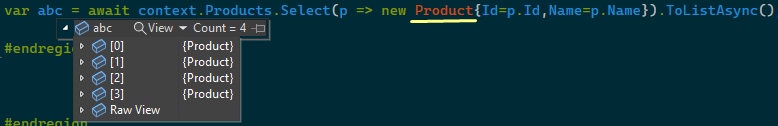 var abc = await context.Products.Select(p => new Product{Id=p.Id,Name=p.Name}).ToListAsync()
abc View Count = 4
#endregion
[0] {Product}
[1] {Product}
[2] {Product}
[3] {Product}
Raw View
#endregion